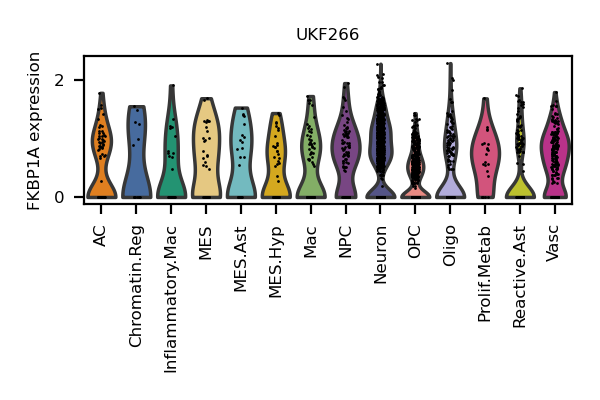 UKF266
FKBP1A expression
2
0
AC
Chromatin.Reg
Inflammatory.Mac
MES
MES.Ast
MES.Hyp
Mac
NPC
Neuron
OPC
Oligo
Prolif.Metab
Reactive.Ast
Vasc